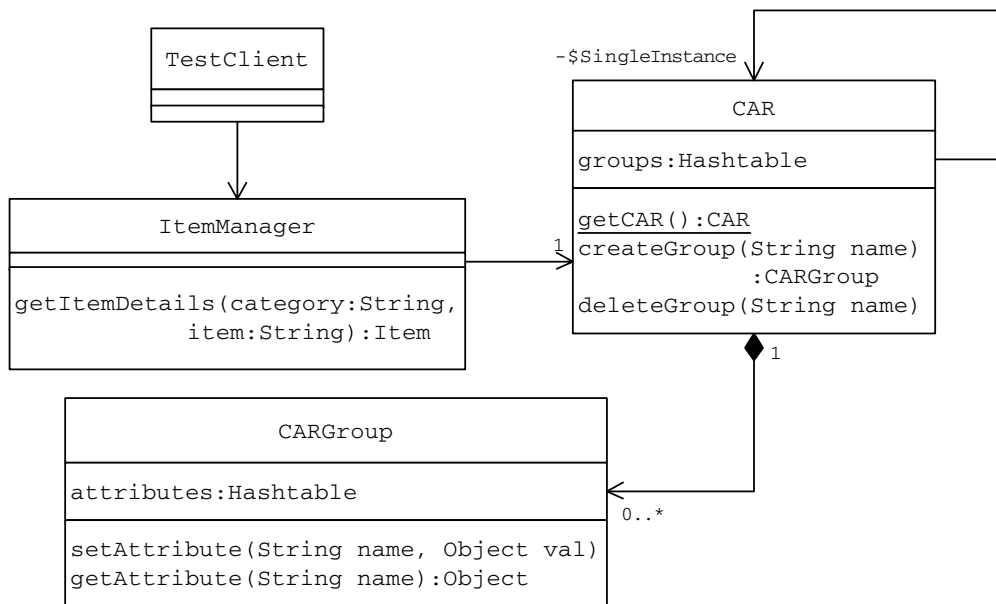 TestClient
-$SingleInstance
CAR
groups:Hashtable
getCAR():CAR
createGroup(String name)
:CARGroup
deleteGroup(String name)
1
ItemManager
getItemDetails(category:String,
item:String):Item
1
CARGroup
attributes:Hashtable
0..*
setAttribute(String name, Object val)
getAttribute(String name):Object